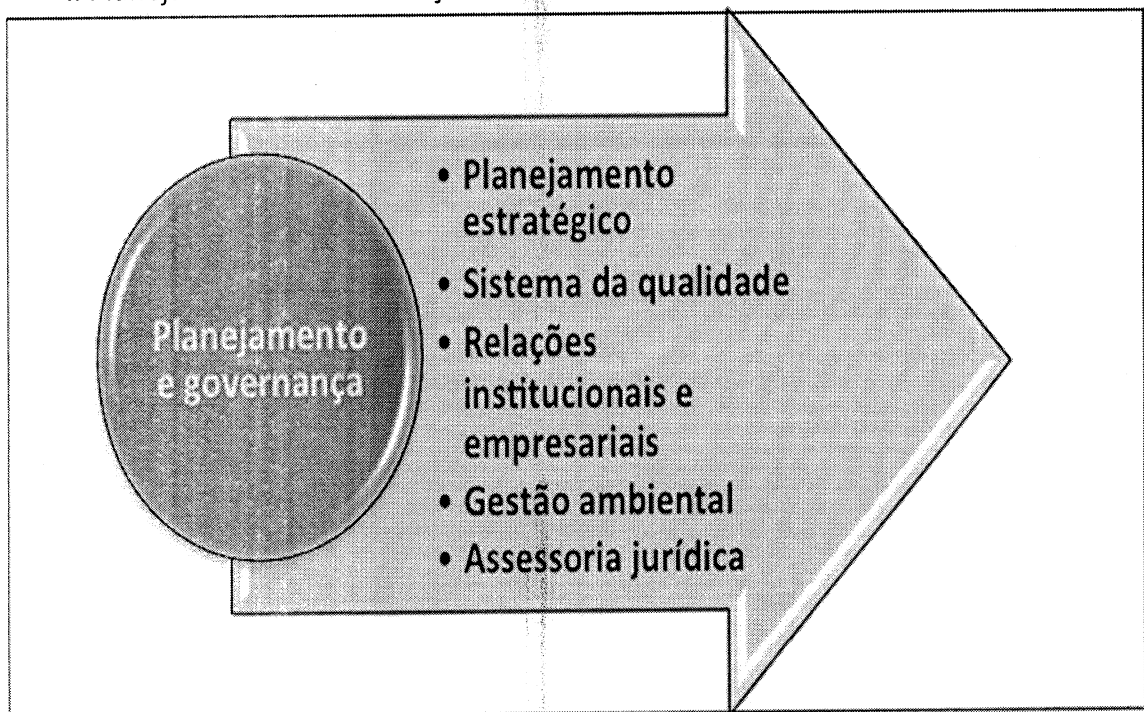 Planejamento
e governança
• Planejamento
estratégico
• Sistema da qualidade
• Relações
institucionais e
empresariais
• Gestão ambiental
• Assessoria jurídica